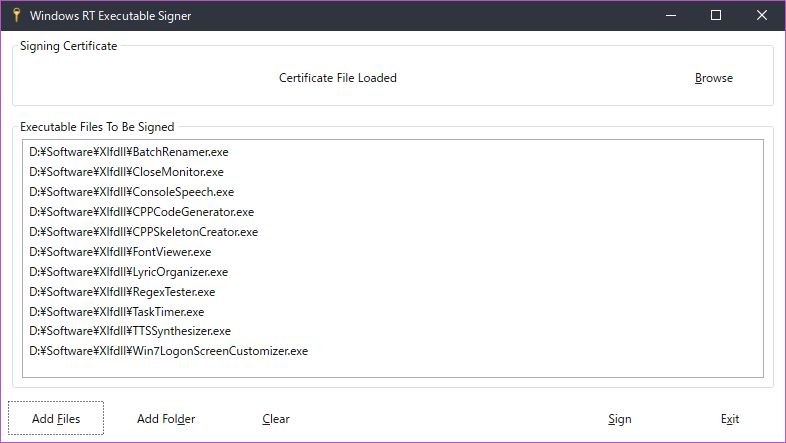 Windows RT Executable Signer
Signing Certificate
Certificate File Loaded
Browse
Executable Files To Be Signed
D:¥Software¥Xlfdll¥BatchRenamer.exe
D:¥Software¥Xlfdll¥CloseMonitor.exe
D:¥Software¥Xlfdll¥ConsoleSpeech.exe
D:¥Software¥Xlfdll¥CPPCodeGenerator.exe
D:¥Software¥Xlfdll¥CPPSkeletonCreator.exe
D:¥Software¥Xlfdll¥FontViewer.exe
D:¥Software¥Xlfdll¥LyricOrganizer.exe
D:¥Software¥Xlfdll¥RegexTester.exe
D:¥Software¥Xlfdll¥TaskTimer.exe
D:¥Software¥Xlfdll¥TTSSynthesizer.exe
D:¥Software¥Xlfdll¥Win7LogonScreenCustomizer.exe
Add Files Add Folder Clear Sign Exit